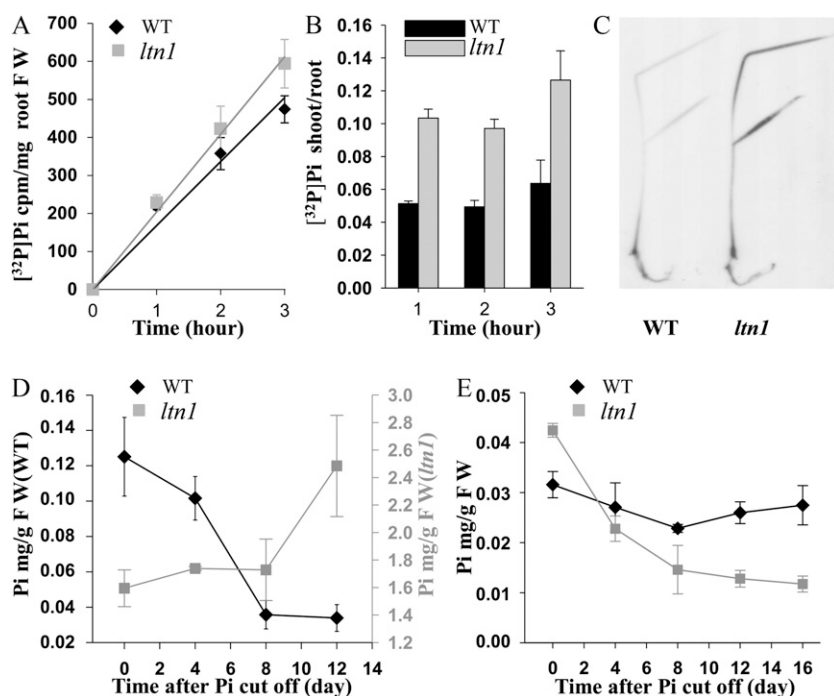 A
WT
ltn1
700
600
500
400
300
200
100
0
[³²P]Pi cpm/mg root F W
0 1 2 3
Time (hour)
B
WT
ltn1
0.16
0.14
0.12
0.10
0.08
0.06
0.04
0.02
0.00
[³²P]Pi shoot/root
1 2 3
Time (hour)
C
WT ltn1
D
WT
ltn1
0.16
0.14
0.12
0.10
0.08
0.06
0.04
0.02
Pi mg/g F W(WT)
3.0
2.8
2.6
2.4
2.2
2.0
1.8
1.6
1.4
1.2
Pi mg/g F W(ltn1)
0 2 4 6 8 10 12 14
Time after Pi cut off (day)
E
WT
ltn1
0.05
0.04
0.03
0.02
0.01
0.00
Pi mg/g F W
0 2 4 6 8 10 12 14 16
Time after Pi cut off (day)